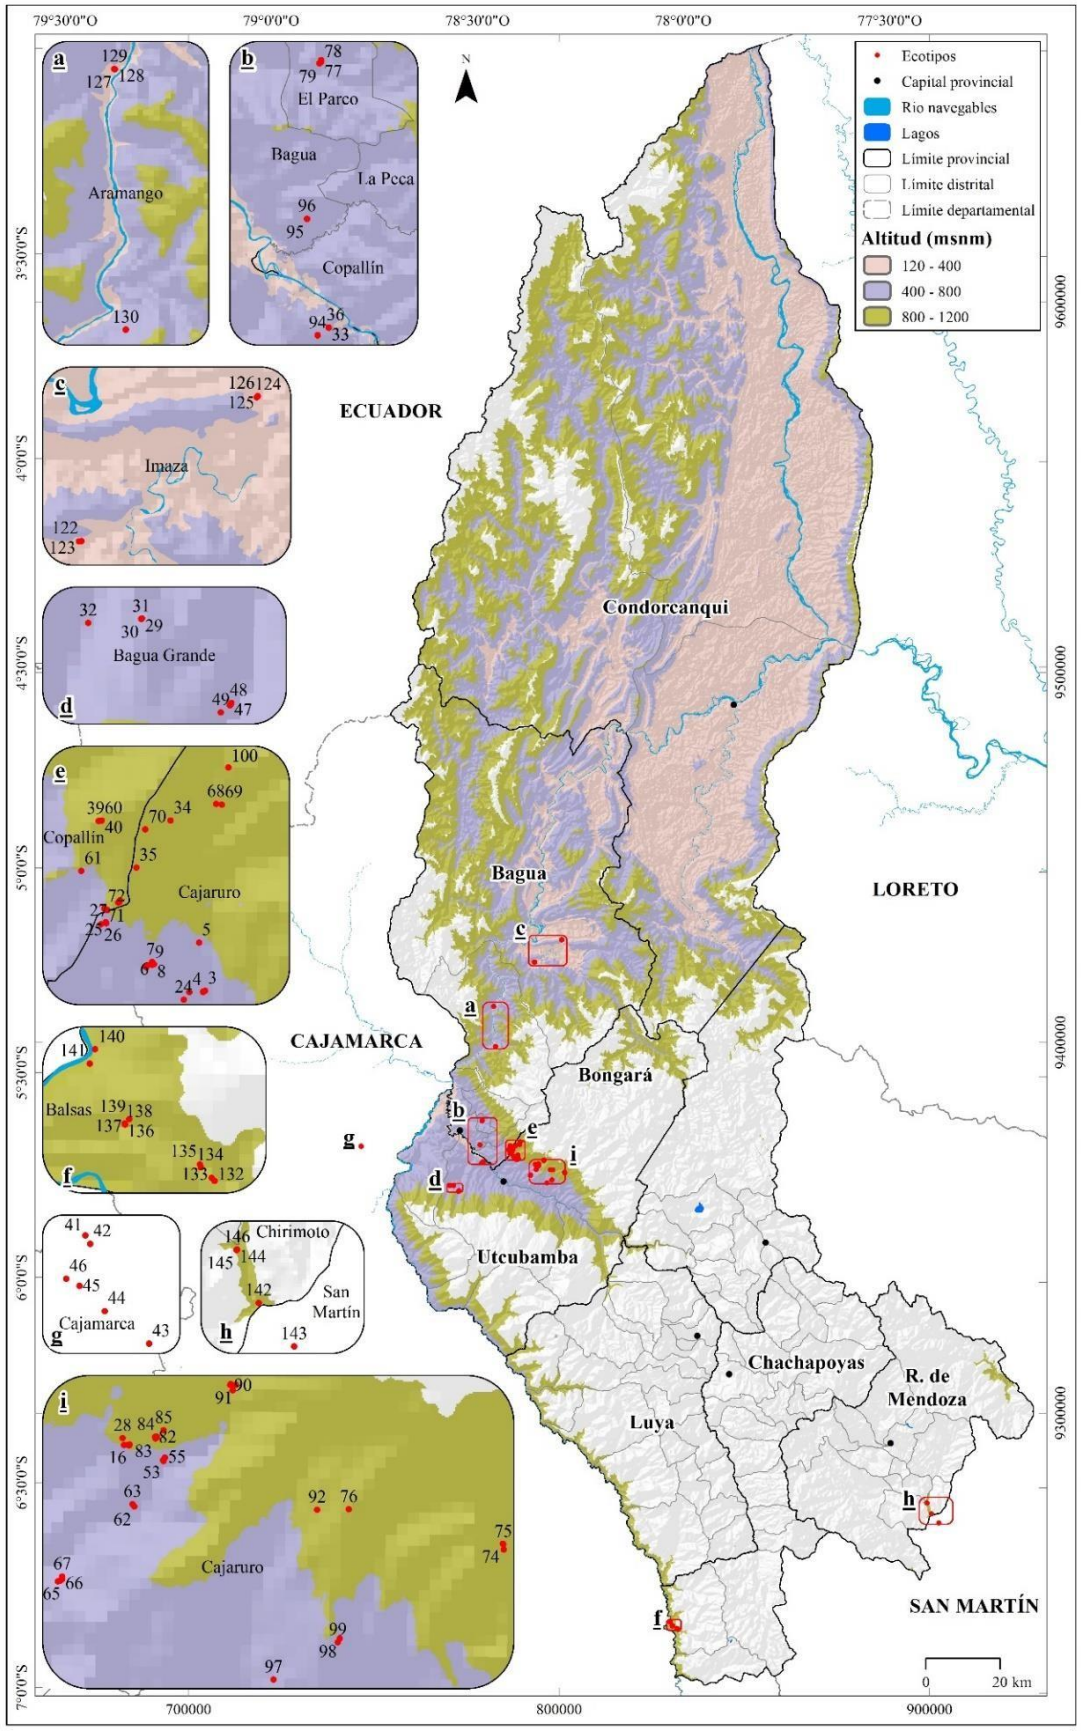 79°30'0"O
79°0'0"O
78°30'0"O
78°0'0"O
77°30'0"O
a
129
127
128
Aramango
130
b
78
79
77
El Parco
Bagua
La Peca
96
95
Copallín
36
94
33
N
Ecotipos
Capital provincial
Rio navegables
Lagos
Límite provincial
Límite distrital
Límite departamental
Altitud (msnm)
120 - 400
400 - 800
800 - 1200
3°30'0"S
4°0'0"S
4°30'0"S
5°0'0"S
5°30'0"S
6°0'0"S
6°30'0"S
7°0'0"S
9600000
9500000
9400000
9300000
c
126
124
125
Imaza
122
123
ECUADOR
d
32
31
30
29
Bagua Grande
48
49
47
e
100
6869
3960
40
70
34
Copallín
61
35
Cajaruro
72
27
71
25
26
5
79
6
8
24
4
3
f
140
141
Balsas
139
138
137
136
135
134
133
132
g
41
42
46
45
44
Cajamarca
43
h
146
Chirimoto
145
144
142
San
Martín
143
i
90
91
28
84
85
82
16
83
55
53
63
62
92
76
75
74
67
65
66
Cajaruro
99
98
97
Condorcanqui
Bagua
LORETO
c
a
CAJAMARCA
Bongará
b
e
g
i
d
Utcubamba
Chachapoyas
R. de
Mendoza
Luya
h
f
SAN MARTÍN
0
20 km
700000
800000
900000